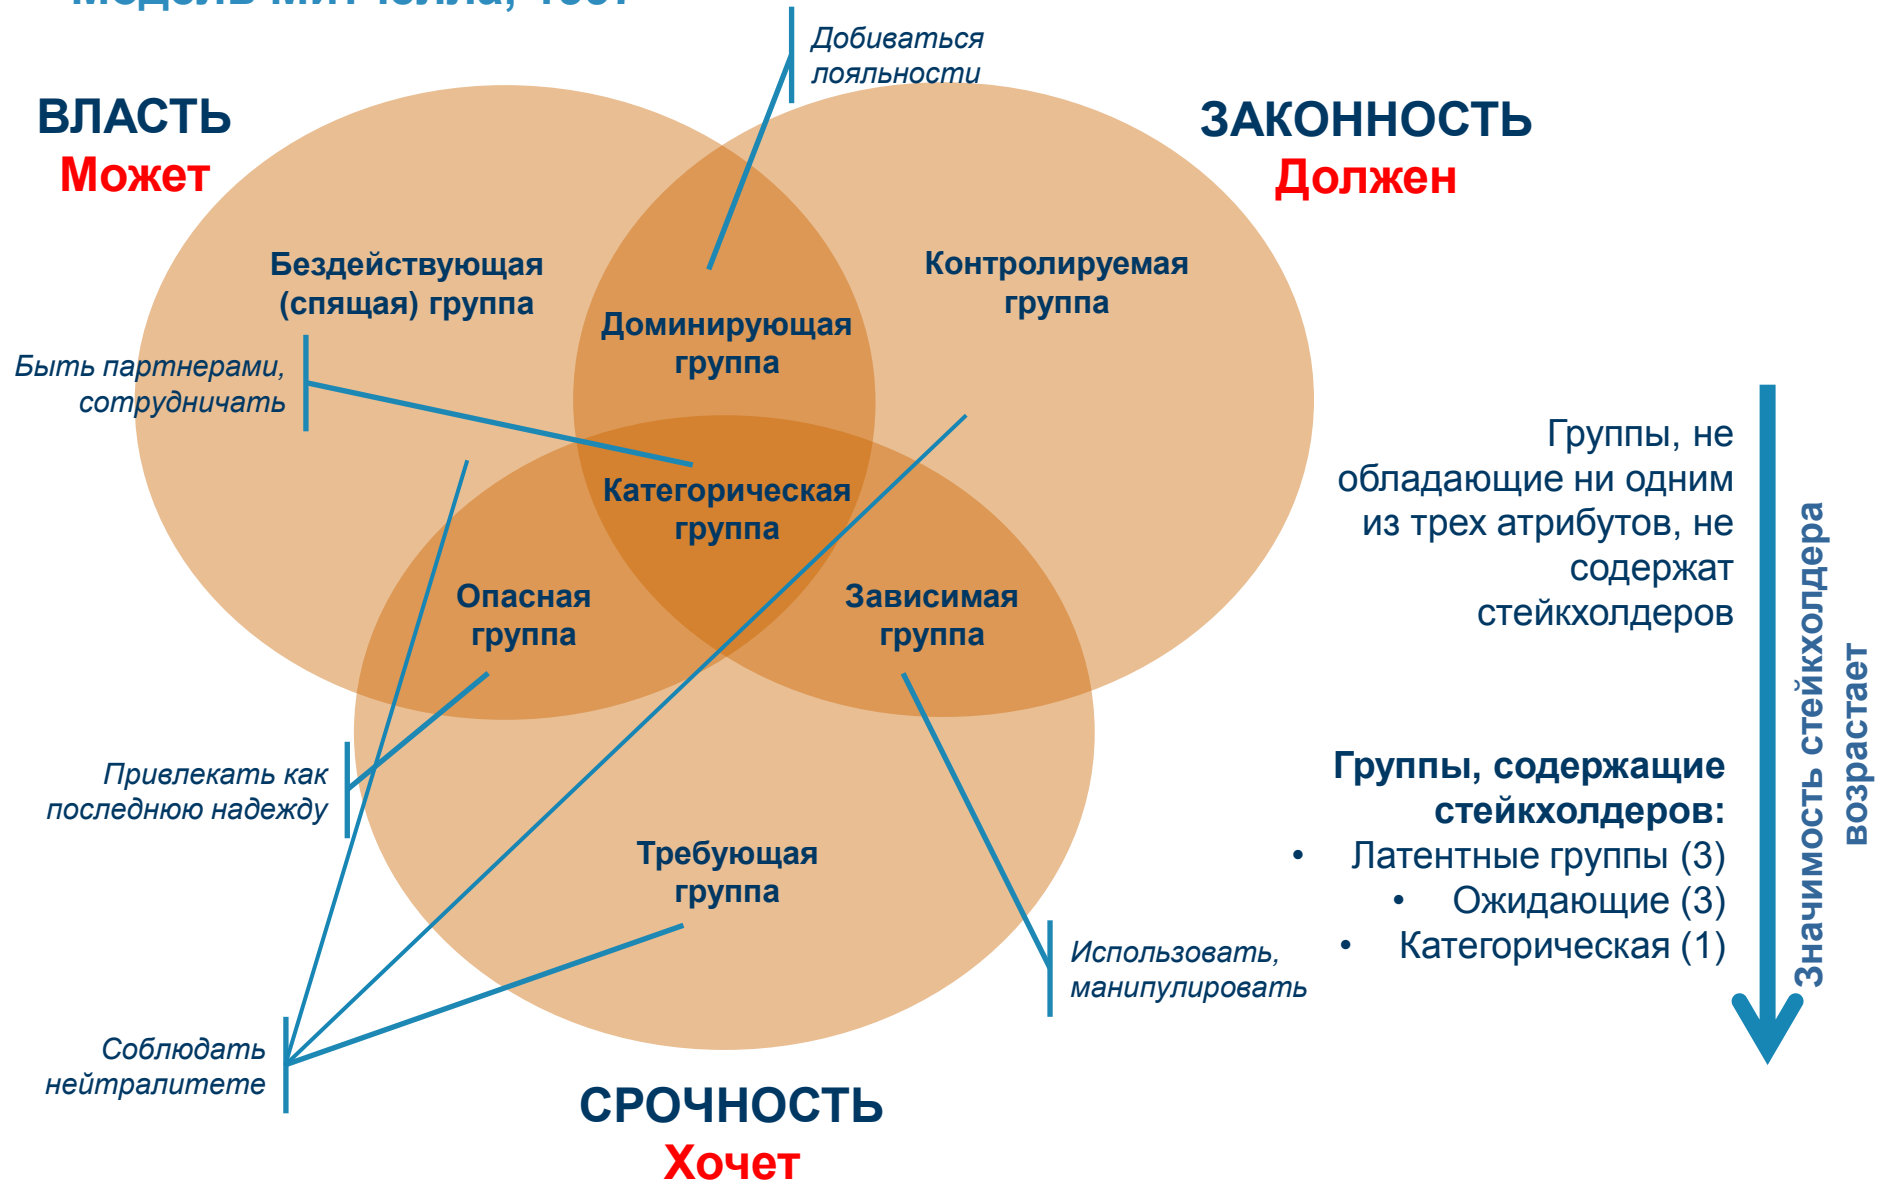 Добиваться
лояльности
ВЛАСТЬ
Может
ЗАКОННОСТЬ
Должен
Бездействующая
(спящая) группа
Контролируемая
группа
Доминирующая
группа
Быть партнерами,
сотрудничать
Категорическая
группа
Опасная
группа
Зависимая
группа
Привлекать как
последнюю надежду
Требующая
группа
Использовать,
манипулировать
Соблюдать
нейтралитете
СРОЧНОСТЬ
Хочет
Группы, не
обладающие ни одним
из трех атрибутов, не
содержат
стейкхолдеров
Группы, содержащие
стейкхолдеров:
• Латентные группы (3)
• Ожидающие (3)
• Категорическая (1)
Значимость стейкхолдера
возрастает